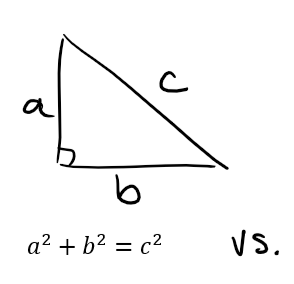 a
c
b
a² + b² = c² vs.